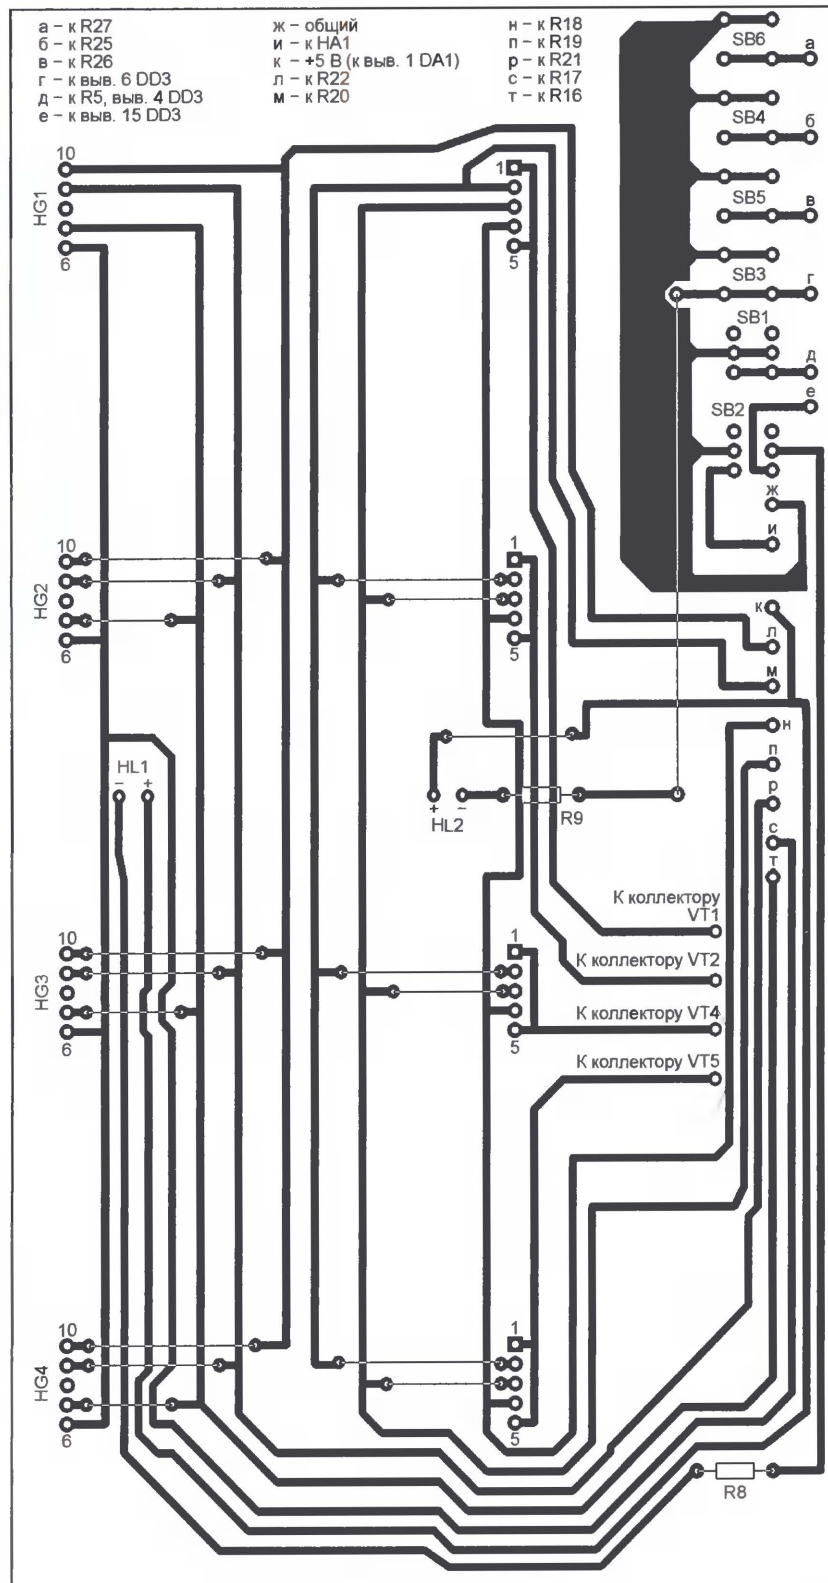 а – к R27
б – к R25
в – к R26
г – к выв. 6 DD3
д – к R5, выв. 4 DD3
е – к выв. 15 DD3
ж – общий
и – к НА1
к – +5 В (к выв. 1 DA1)
л – к R22
м – к R20
н – к R18
п – к R19
р – к R21
с – к R17
т – к R16
SB6
а
SB4
б
SB5
в
SB3
г
SB1
д
SB2
е
ж
и
к
л
м
н
п
р
с
т
10
HG1
6
1
5
10
HG2
6
1
5
HL1
– +
+ –
HL2
R9
К коллектору
VT1
К коллектору VT2
К коллектору VT4
К коллектору VT5
10
HG3
6
1
5
10
HG4
6
1
5
R8